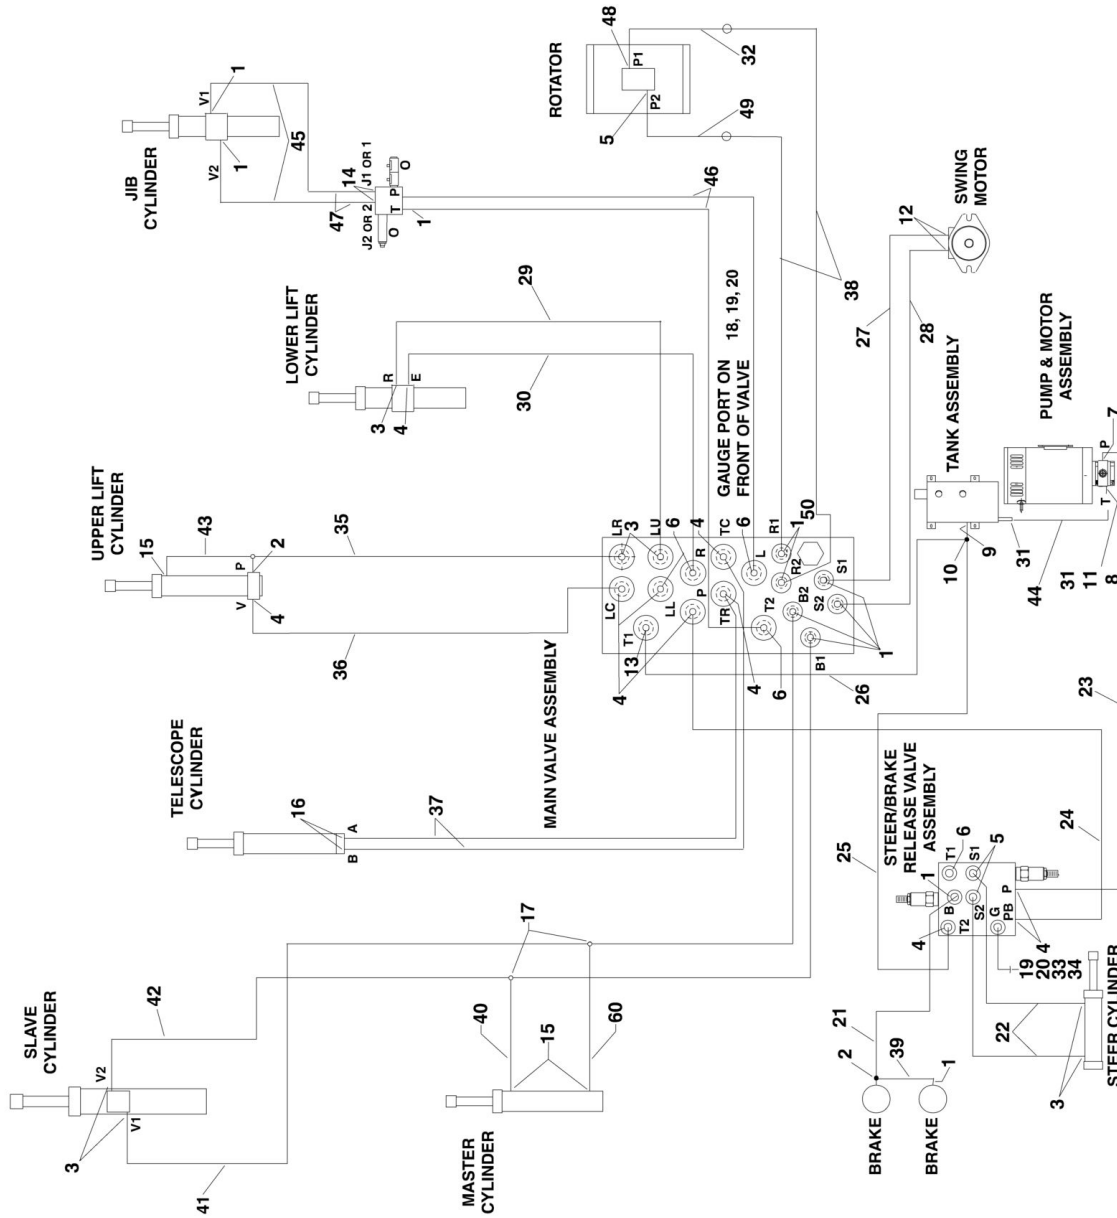 SLAVE
CYLINDER
V2
V1
3
41
42
MASTER
CYLINDER
40
15
60
17
TELESCOPE
CYLINDER
16
A
B
37
UPPER LIFT
CYLINDER
15
43
P
2
V
4
35
36
LOWER LIFT
CYLINDER
R
E
3
4
29
30
JIB
CYLINDER
V1
1
V2
1
45
47
J2 OR 2
J1 OR 1
14
T
P
O
O
1
46
ROTATOR
48
P1
P2
5
32
49
38
MAIN VALVE ASSEMBLY
GAUGE PORT ON
FRONT OF VALVE
18, 19, 20
LR
3
LU
6
R
4
TC
6
L
R1
1
50
LC
LL
P
TR
T2
R2
B2
S1
S2
T1
13
4
4
6
B1
1
26
27
28
12
SWING
MOTOR
TANK ASSEMBLY
10
9
31
PUMP & MOTOR
ASSEMBLY
44
31
T
P
7
11
8
23
24
25
STEER/BRAKE
RELEASE VALVE
ASSEMBLY
T1
6
1
B
S1
5
S2
4
T2
G
PB
P
4
19
20
33
34
21
2
39
1
BRAKE
BRAKE
22
3
STEER CYLINDER